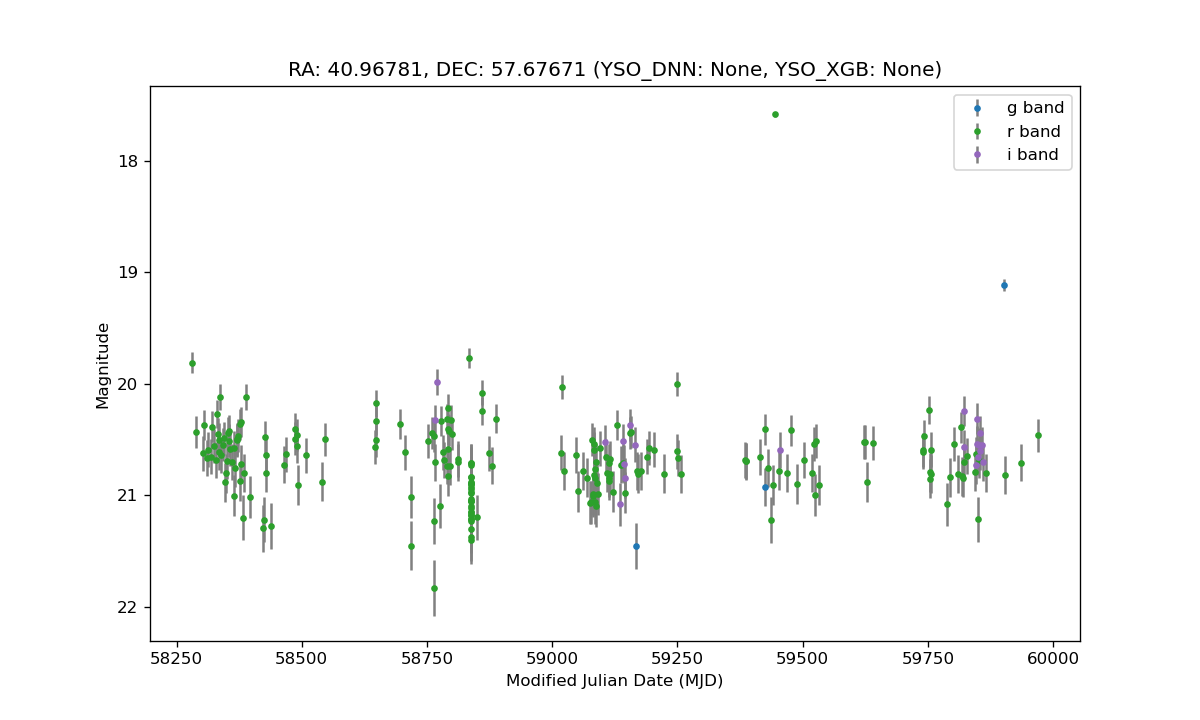 RA: 40.96781, DEC: 57.67671 (YSO_DNN: None, YSO_XGB: None)
g band
r band
i band
18
19
20
21
22
Magnitude
58250 58500 58750 59000 59250 59500 59750 60000
Modified Julian Date (MJD)